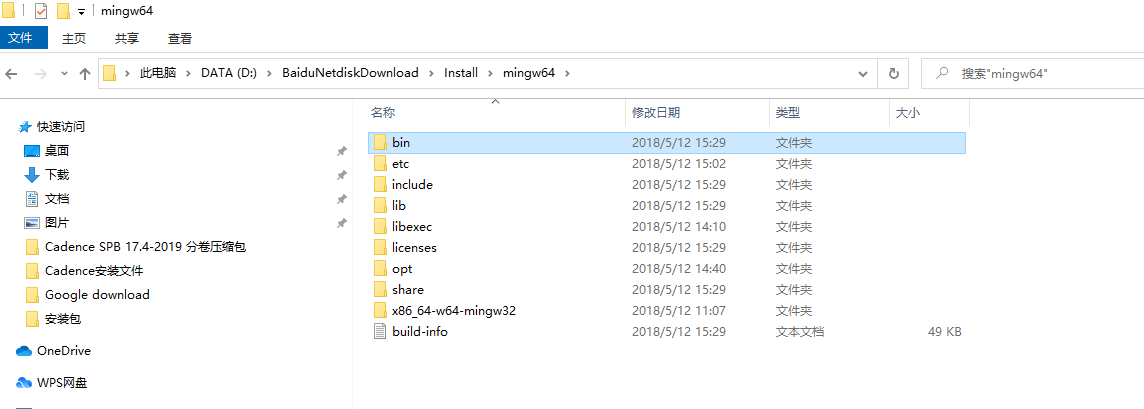 mingw64
文件 主页 共享 查看
此电脑 DATA (D:) BaiduNetdiskDownload Install mingw64 搜索"mingw64"
名称 修改日期 类型 大小
快速访问
桌面
下载
文档
图片
Cadence SPB 17.4-2019 分卷压缩包
Cadence安装文件
Google download
安装包
OneDrive
WPS网盘
bin 2018/5/12 15:29 文件夹
etc 2018/5/12 15:02 文件夹
include 2018/5/12 15:29 文件夹
lib 2018/5/12 15:29 文件夹
libexec 2018/5/12 14:10 文件夹
licenses 2018/5/12 15:29 文件夹
opt 2018/5/12 14:40 文件夹
share 2018/5/12 15:29 文件夹
x86_64-w64-mingw32 2018/5/12 11:07 文件夹
build-info 2018/5/12 15:29 文本文档 49 KB